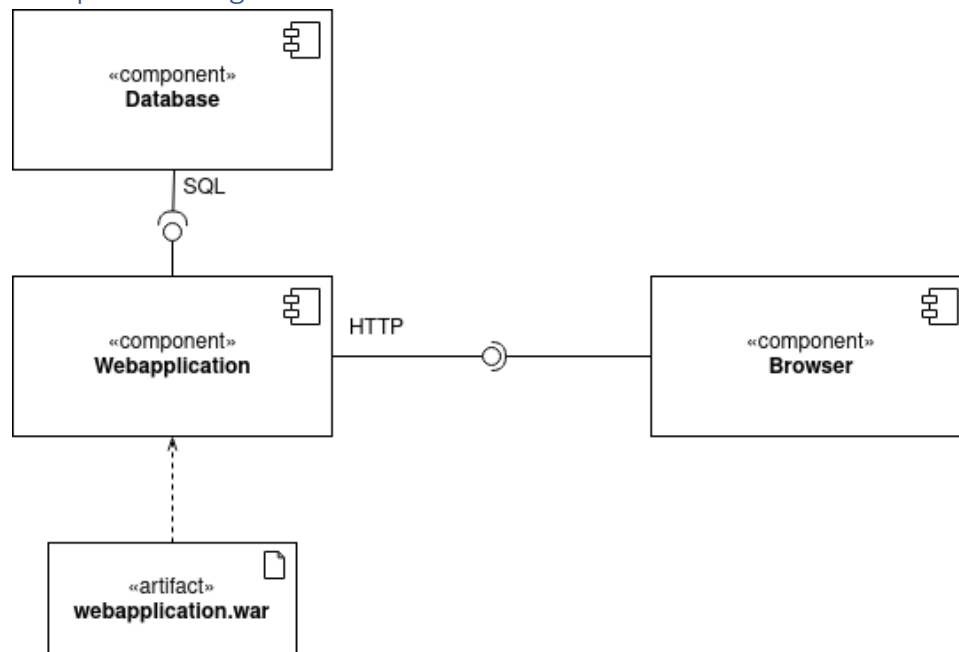 «component»
Database
SQL
«component»
Webapplication
HTTP
«component»
Browser
«artifact»
webapplication.war